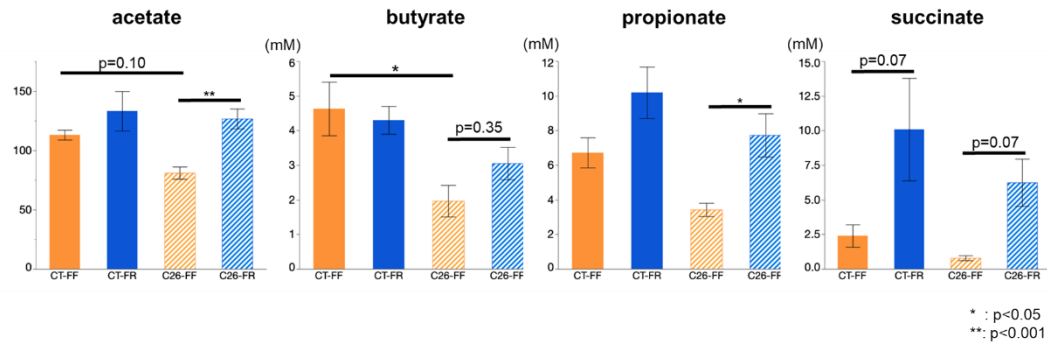 acetate
p=0.10
**
150
100
50
0
CT-FF
CT-FR
C26-FF
C26-FR
butyrate
(mM)
*
p=0.35
6
5
4
3
2
1
0
CT-FF
CT-FR
C26-FF
C26-FF
propionate
(mM)
*
12
10
8
6
4
2
0
CT-FF
CT-FR
C26-FF
C26-FF
succinate
(mM)
p=0.07
p=0.07
15.0
12.5
10.0
7.5
5.0
2.5
0.0
CT-FF
CT-FR
C26-FF
C26-FR
* : p<0.05
**: p<0.001